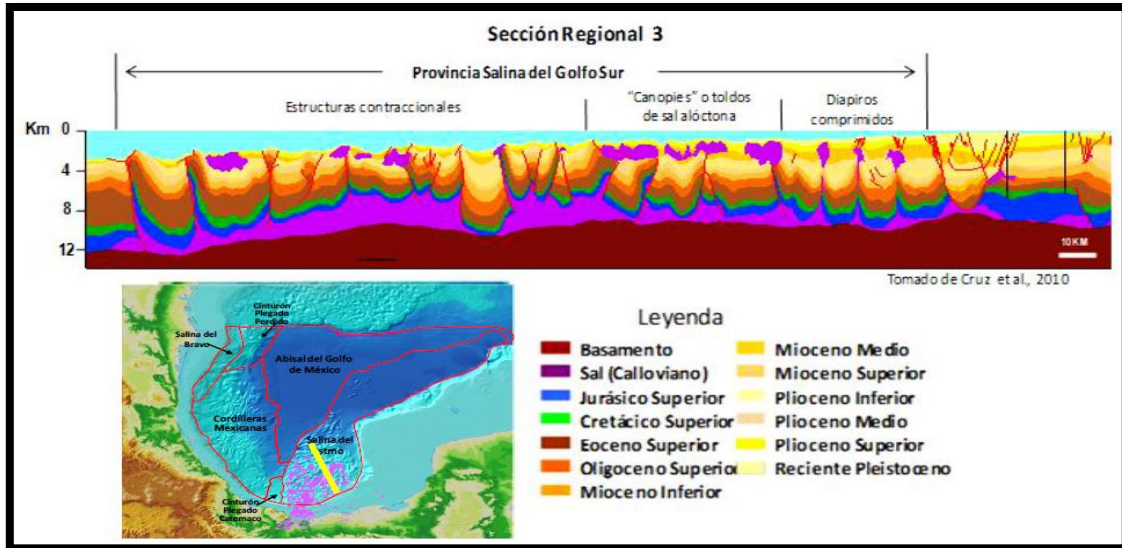 Sección Regional 3
Provincia Salina del Golfo Sur
Estructuras contraccionales
"Canopies" o toldos
de sal alóctona
Diapiros
comprimidos
Km 0
4
8
12
10 KM
Tomado de Cruz et al., 2010
Cinturón
Plegado
Perdido
Salina del
Bravo
Abisal del Golfo
de México
Cordilleras
Mexicanas
Salina del
Istmo
Cinturón
Plegado
Catemaco
Leyenda
Basamento
Sal (Calloviano)
Jurásico Superior
Cretácico Superior
Eoceno Superior
Oligoceno Superior
Mioceno Inferior
Mioceno Medio
Mioceno Superior
Plioceno Inferior
Plioceno Medio
Plioceno Superior
Reciente Pleistoceno